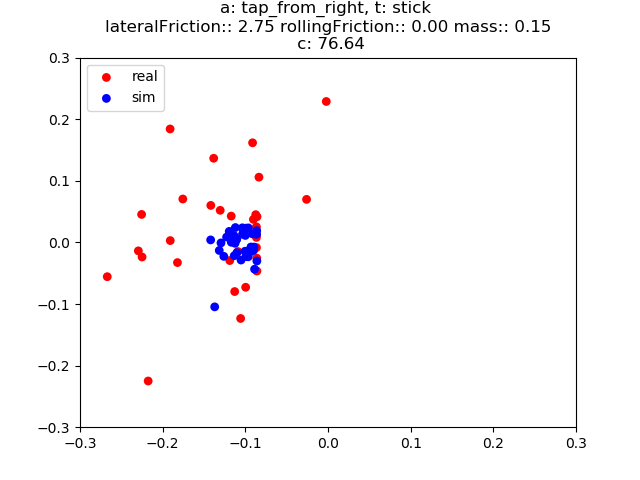 a: tap_from_right, t: stick
lateralFriction:: 2.75 rollingFriction:: 0.00 mass:: 0.15
c: 76.64
real
sim
0.3
0.2
0.1
0.0
−0.1
−0.2
−0.3
−0.3 −0.2 −0.1 0.0 0.1 0.2 0.3